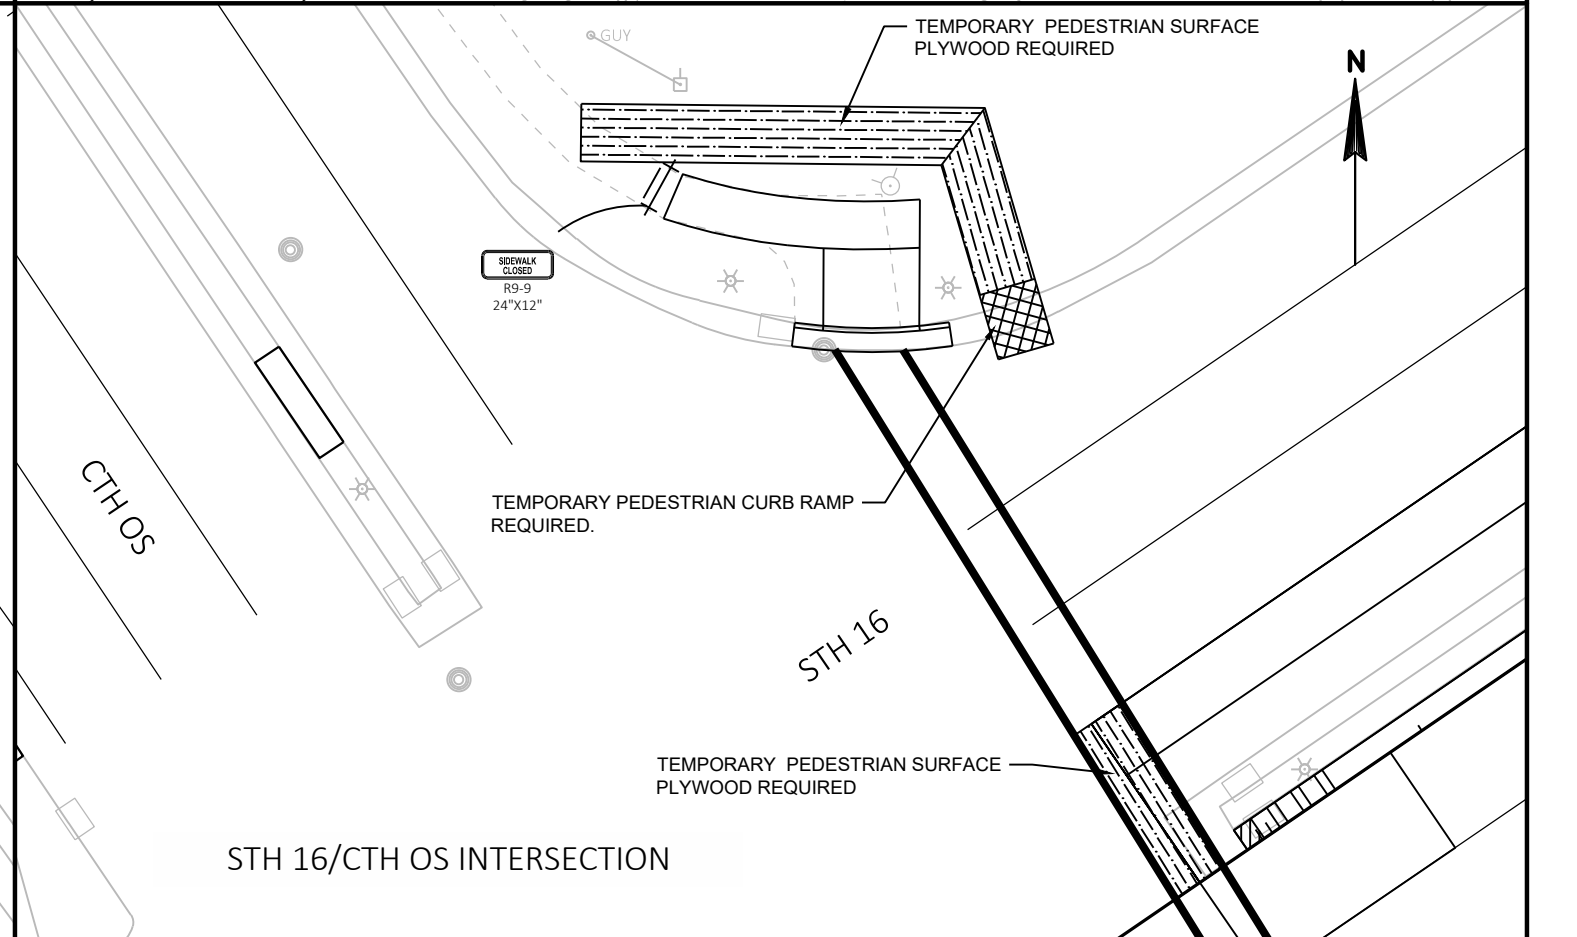 TEMPORARY PEDESTRIAN SURFACE
PLYWOOD REQUIRED
GUY
N
SIDEWALK
CLOSED
R9-9
24"X12"
CTH OS
TEMPORARY PEDESTRIAN CURB RAMP
REQUIRED.
STH 16
TEMPORARY PEDESTRIAN SURFACE
PLYWOOD REQUIRED
STH 16/CTH OS INTERSECTION